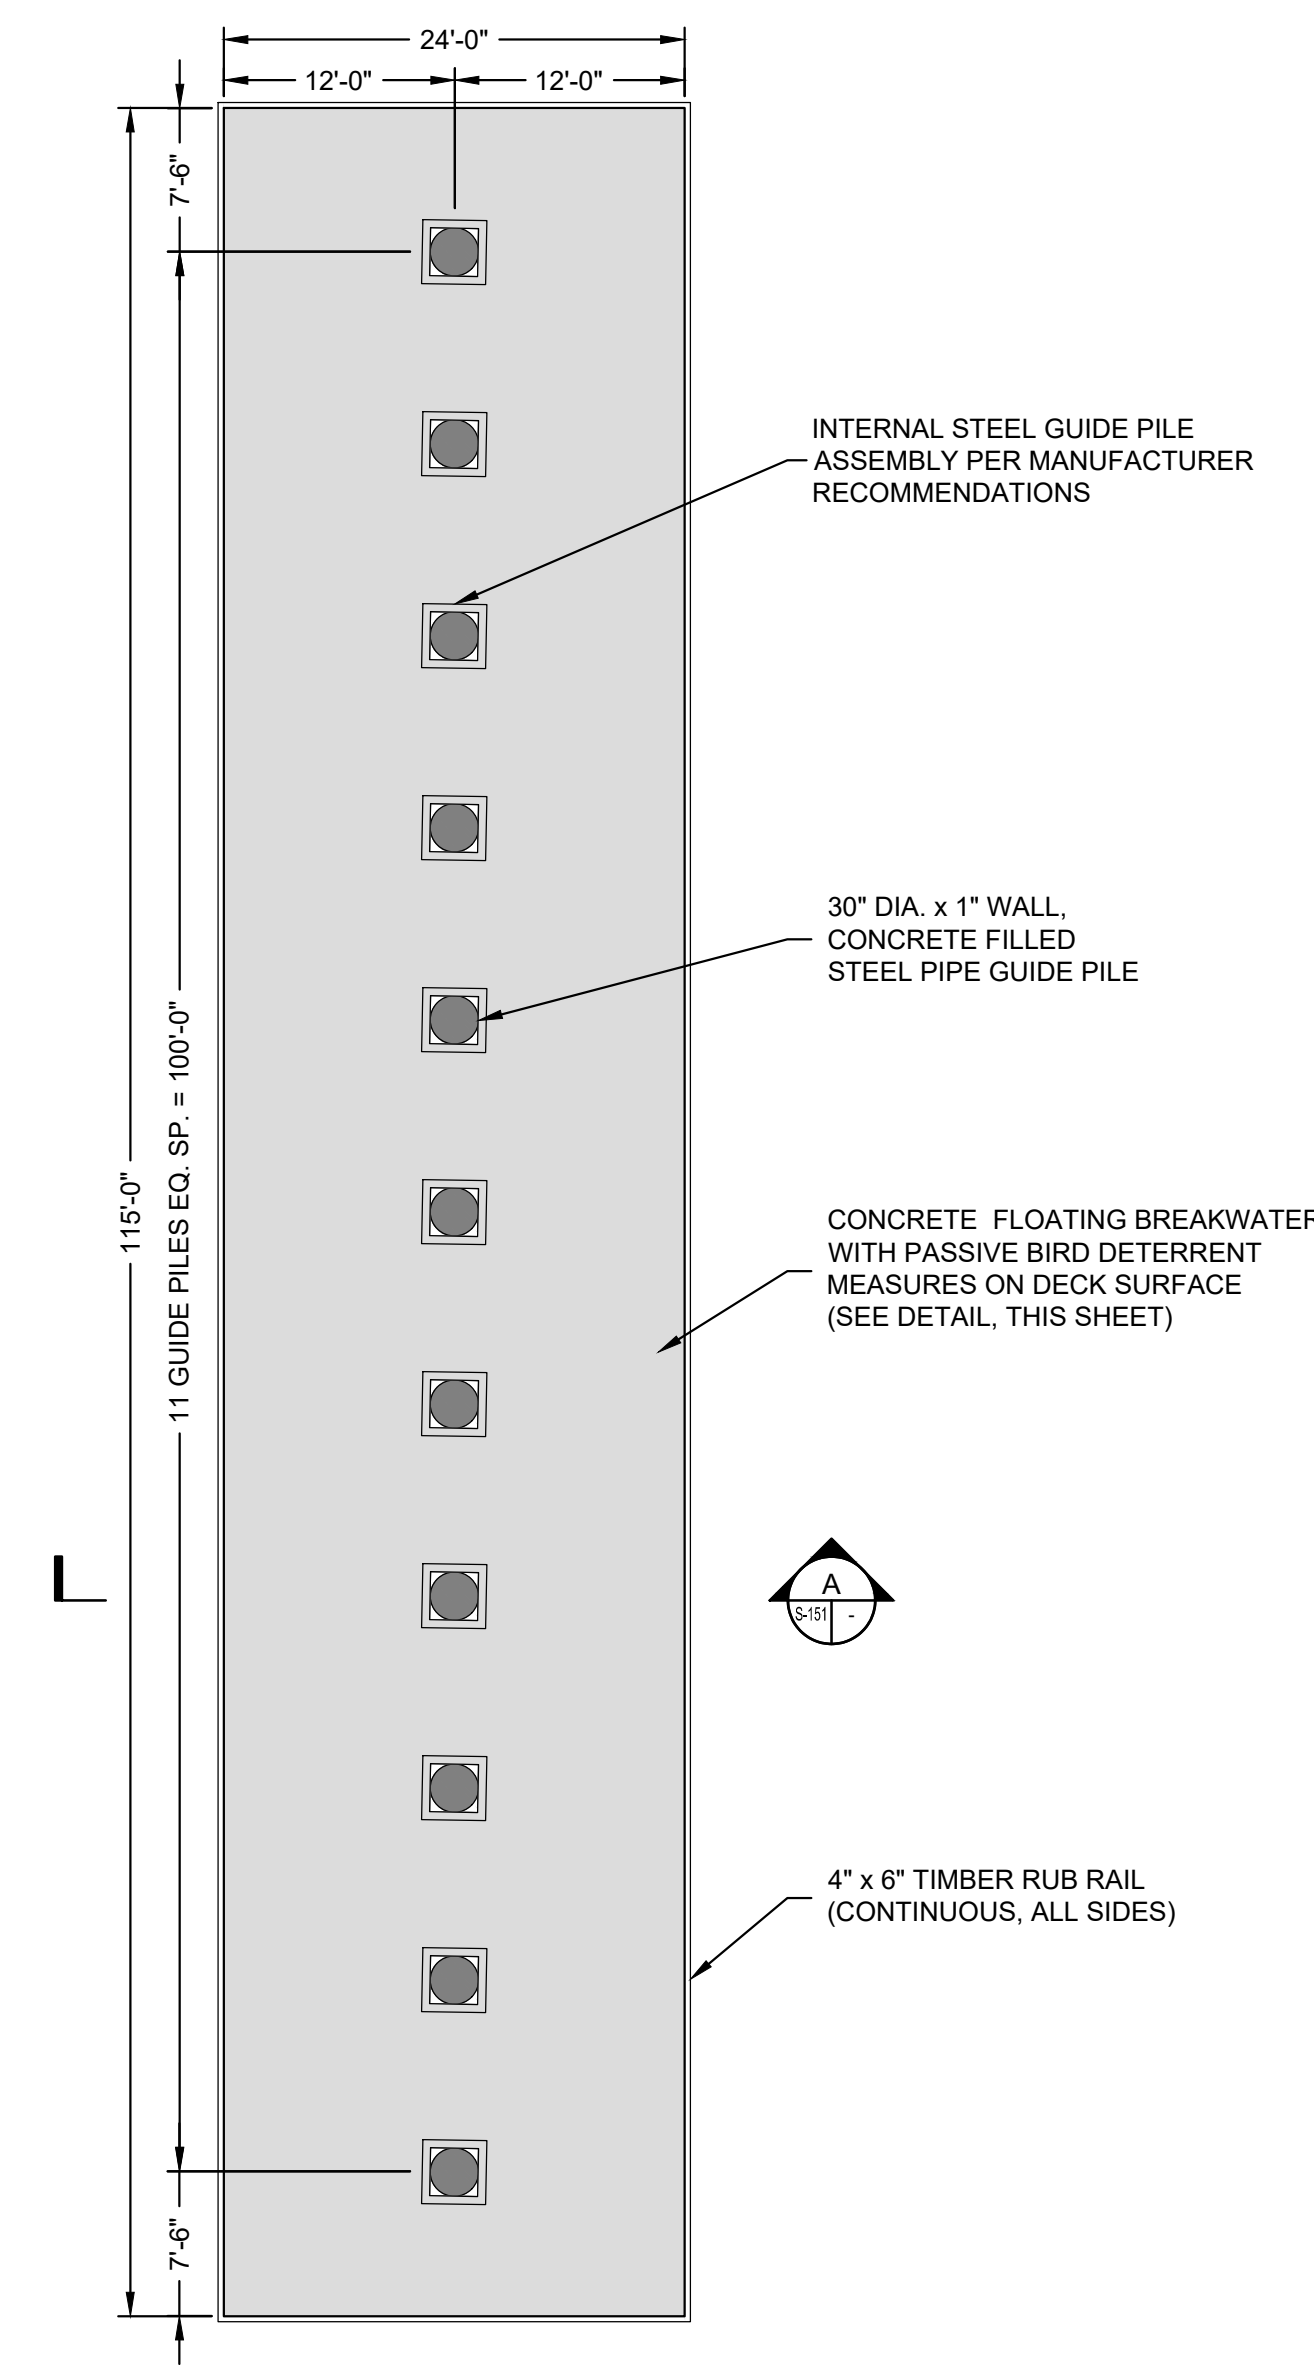 24'-0"
12'-0"
12'-0"
7'-6"
INTERNAL STEEL GUIDE PILE
ASSEMBLY PER MANUFACTURER
RECOMMENDATIONS
30" DIA. x 1" WALL,
CONCRETE FILLED
STEEL PIPE GUIDE PILE
115'-0"
11 GUIDE PILES EQ. SP. = 100'-0"
CONCRETE FLOATING BREAKWATER
WITH PASSIVE BIRD DETERRENT
MEASURES ON DECK SURFACE
(SEE DETAIL, THIS SHEET)
A
S-151 -
4" x 6" TIMBER RUB RAIL
(CONTINUOUS, ALL SIDES)
7'-6"